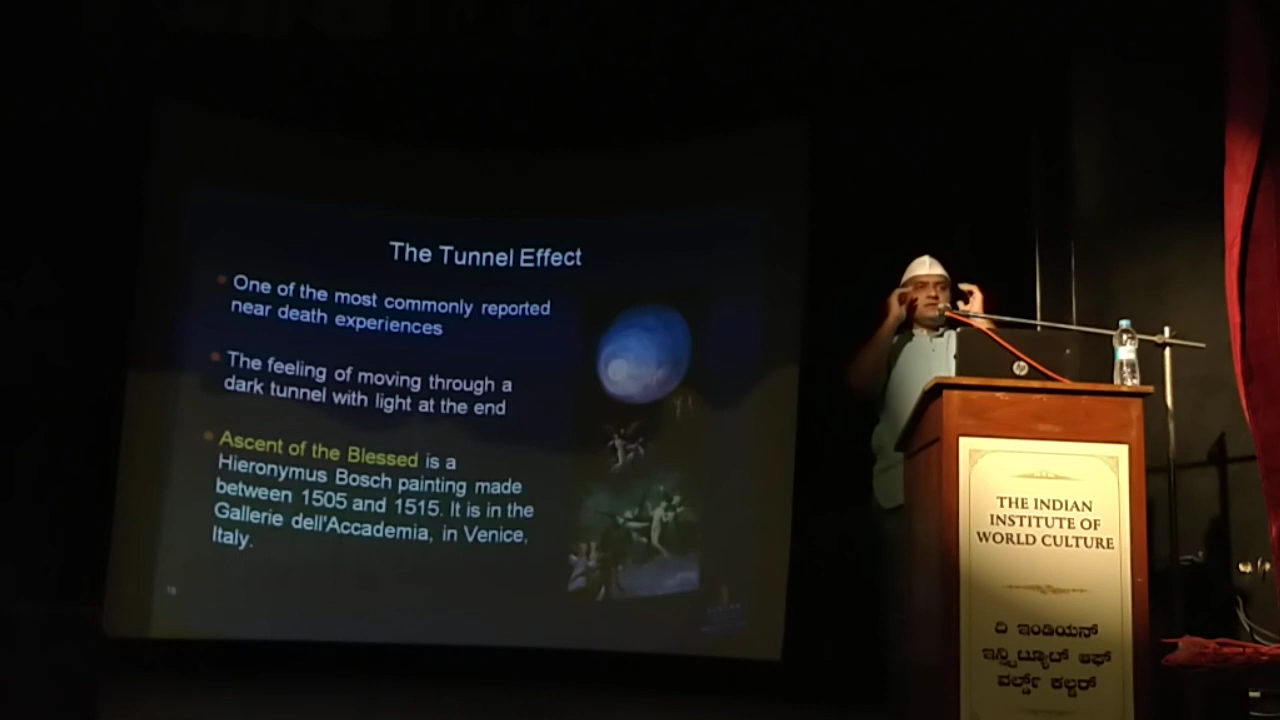 The Tunnel Effect
One of the most commonly reported
near death experiences
The feeling of moving through a
dark tunnel with light at the end
Ascent of the Blessed is a
Hieronymus Bosch painting made
between 1505 and 1515. It is in the
Gallerie dell'Accademia, in Venice,
Italy.
hp
THE INDIAN
INSTITUTE OF
WORLD CULTURE
ದಿ ಇಂಡಿಯನ್
ಇನ್ಸ್ಟಿಟ್ಯೂಟ್ ಆಫ್
ವರ್ಲ್ಡ್ ಕಲ್ಚರ್